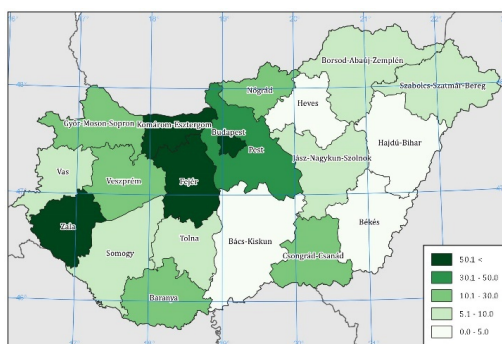 Borsod-Abaúj-Zemplén
Szabolcs-Szatmár-Bereg
Nógrád
Heves
Győr-Moson-Sopron
Komárom-Esztergom
Budapest
Hajdú-Bihar
Pest
Jász-Nagykun-Szolnok
Vas
Veszprém
Fejér
Zala
Békés
Tolna
Somogy
Bács-Kiskun
Csongrád-Csanád
Baranya
50.1 <
30.1 - 50.0
10.1 - 30.0
5.1 - 10.0
0.0 - 5.0